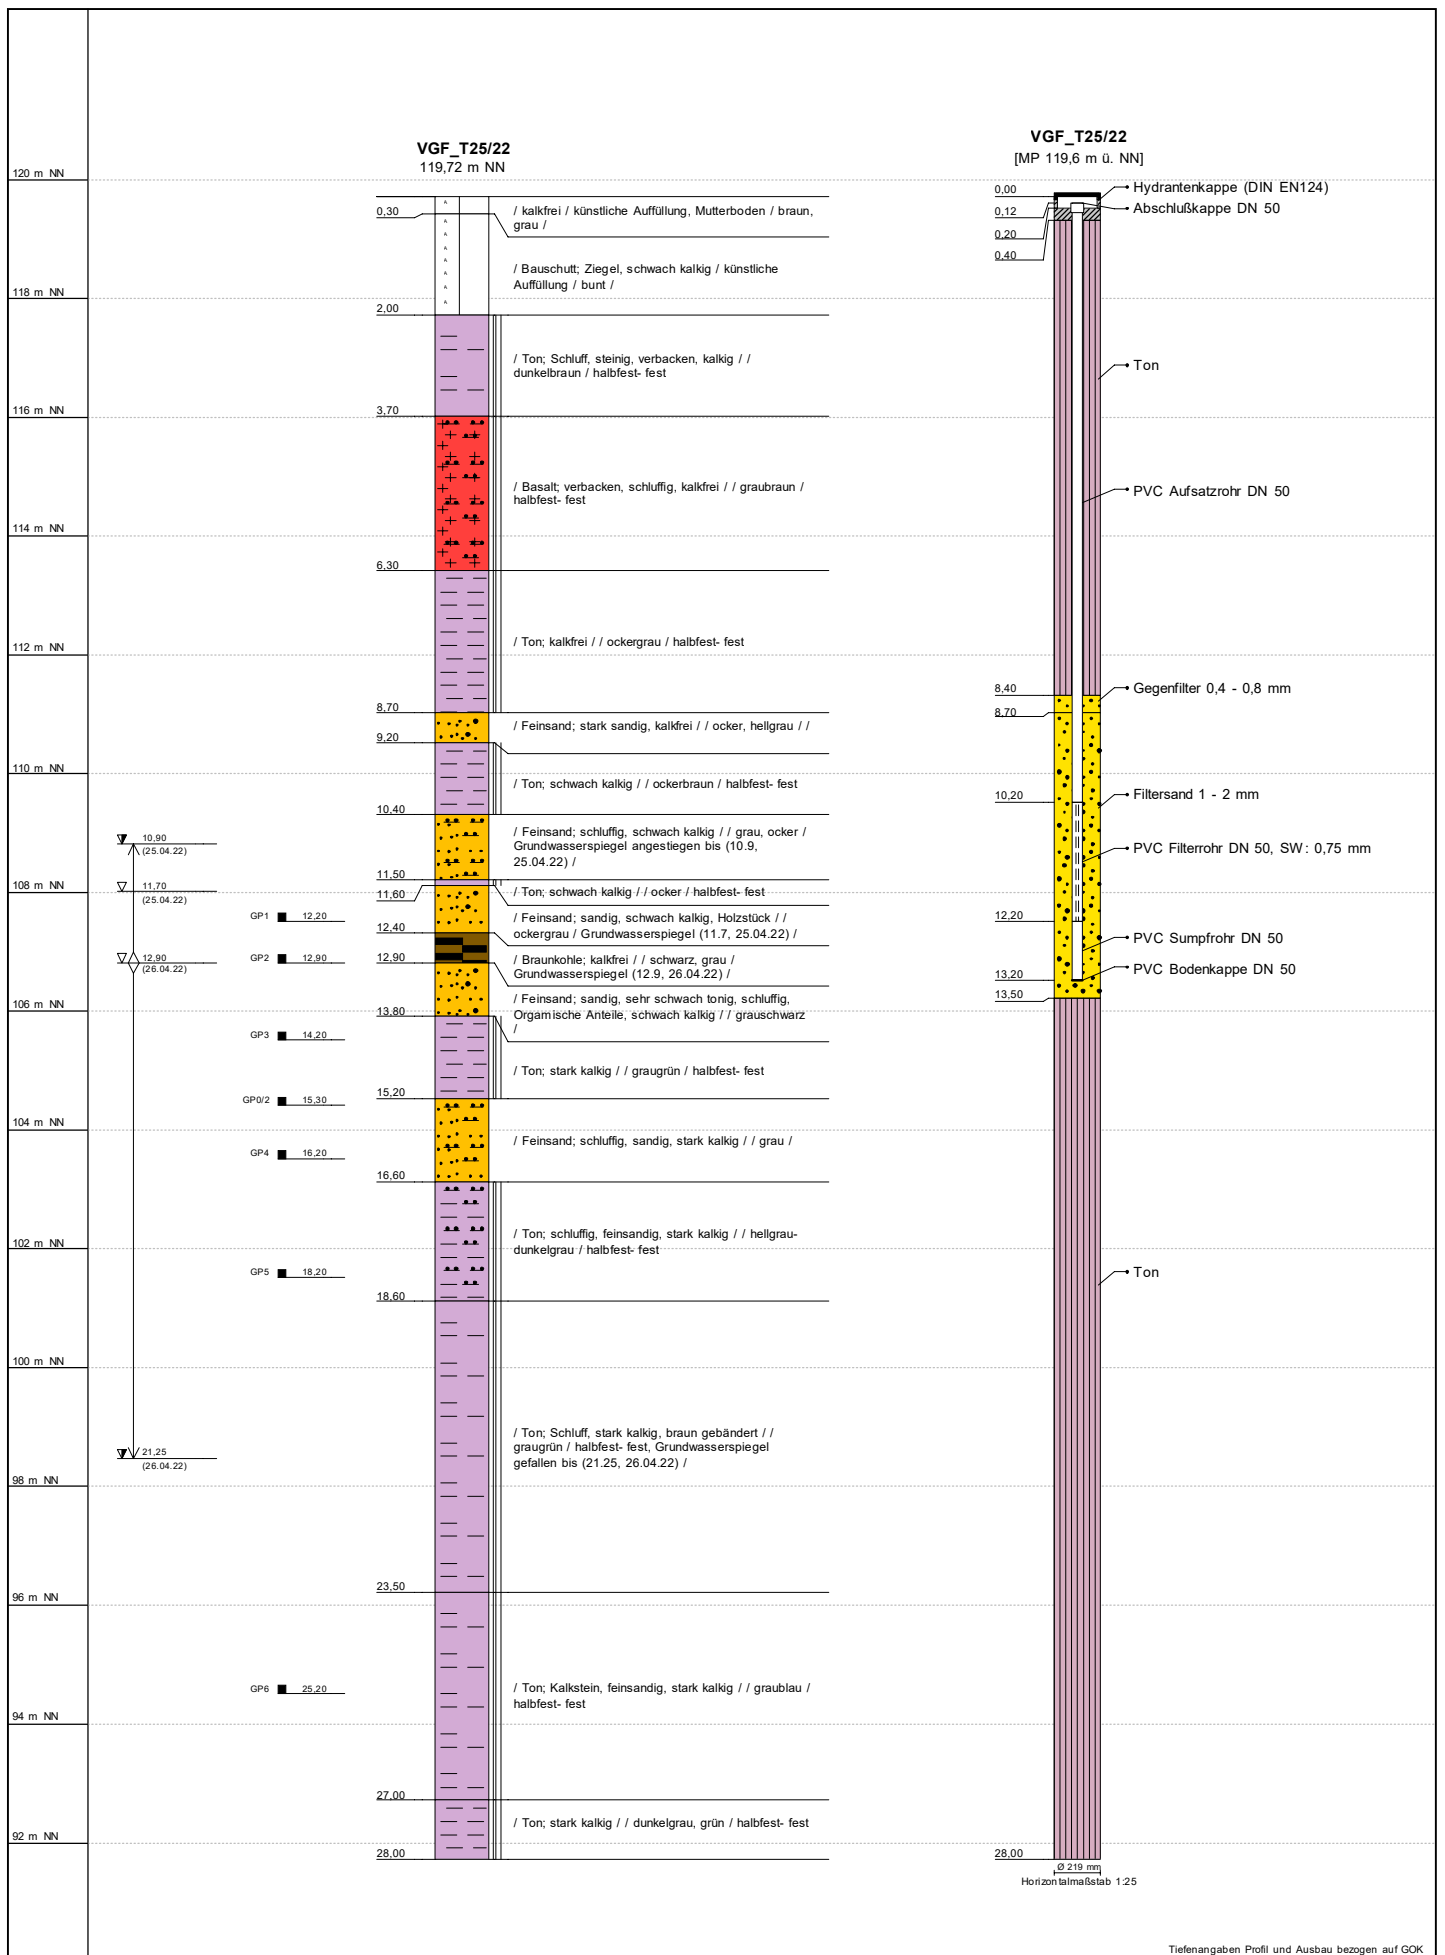 VGF_T25/22
119,72 m NN
VGF_T25/22
[MP 119,6 m ü. NN]
120 m NN
118 m NN
116 m NN
114 m NN
112 m NN
110 m NN
108 m NN
106 m NN
104 m NN
102 m NN
100 m NN
98 m NN
96 m NN
94 m NN
92 m NN
10,90
(25.04.22)
11,70
(25.04.22)
12,90
(26.04.22)
21,25
(26.04.22)
GP1 12,20
GP2 12,90
GP3 14,20
GP0/2 15,30
GP4 16,20
GP5 18,20
GP6 25,20
0,30
/ kalkfrei / künstliche Auffüllung, Mutterboden / braun,
grau /
/ Bauschutt; Ziegel, schwach kalkig / künstliche
Auffüllung / bunt /
2,00
/ Ton; Schluff, steinig, verbacken, kalkig / /
dunkelbraun / halbfest- fest
3,70
/ Basalt; verbacken, schluffig, kalkfrei / / graubraun /
halbfest- fest
6,30
/ Ton; kalkfrei / / ockergrau / halbfest- fest
8,70
/ Feinsand; stark sandig, kalkfrei / / ocker, hellgrau / /
9,20
/ Ton; schwach kalkig / / ockerbraun / halbfest- fest
10,40
/ Feinsand; schluffig, schwach kalkig / / grau, ocker /
Grundwasserspiegel angestiegen bis (10.9,
25.04.22) /
11,50
/ Ton; schwach kalkig / / ocker / halbfest- fest
11,60
/ Feinsand; sandig, schwach kalkig, Holzstück / /
ockergrau / Grundwasserspiegel (11.7, 25.04.22) /
12,40
/ Braunkohle; kalkfrei / / schwarz, grau /
Grundwasserspiegel (12.9, 26.04.22) /
12,90
/ Feinsand; sandig, sehr schwach tonig, schluffig,
Orgamische Anteile, schwach kalkig / / grauschwarz
/
13,80
/ Ton; stark kalkig / / graugrün / halbfest- fest
15,20
/ Feinsand; schluffig, sandig, stark kalkig / / grau /
16,60
/ Ton; schluffig, feinsandig, stark kalkig / / hellgrau-
dunkelgrau / halbfest- fest
18,60
/ Ton; Schluff, stark kalkig, braun gebändert / /
graugrün / halbfest- fest, Grundwasserspiegel
gefallen bis (21.25, 26.04.22) /
23,50
/ Ton; Kalkstein, feinsandig, stark kalkig / / graublau /
halbfest- fest
27,00
/ Ton; stark kalkig / / dunkelgrau, grün / halbfest- fest
28,00
0,00
0,12
0,20
0,40
8,40
8,70
10,20
12,20
13,20
13,50
28,00
Hydrantenkappe (DIN EN124)
Abschlußkappe DN 50
Ton
PVC Aufsatzrohr DN 50
Gegenfilter 0,4 - 0,8 mm
Filtersand 1 - 2 mm
PVC Filterrohr DN 50, SW: 0,75 mm
PVC Sumpfrohr DN 50
PVC Bodenkappe DN 50
Ton
Ø 219 mm
Horizontalmaßstab 1:25
Tiefenangaben Profil und Ausbau bezogen auf GOK